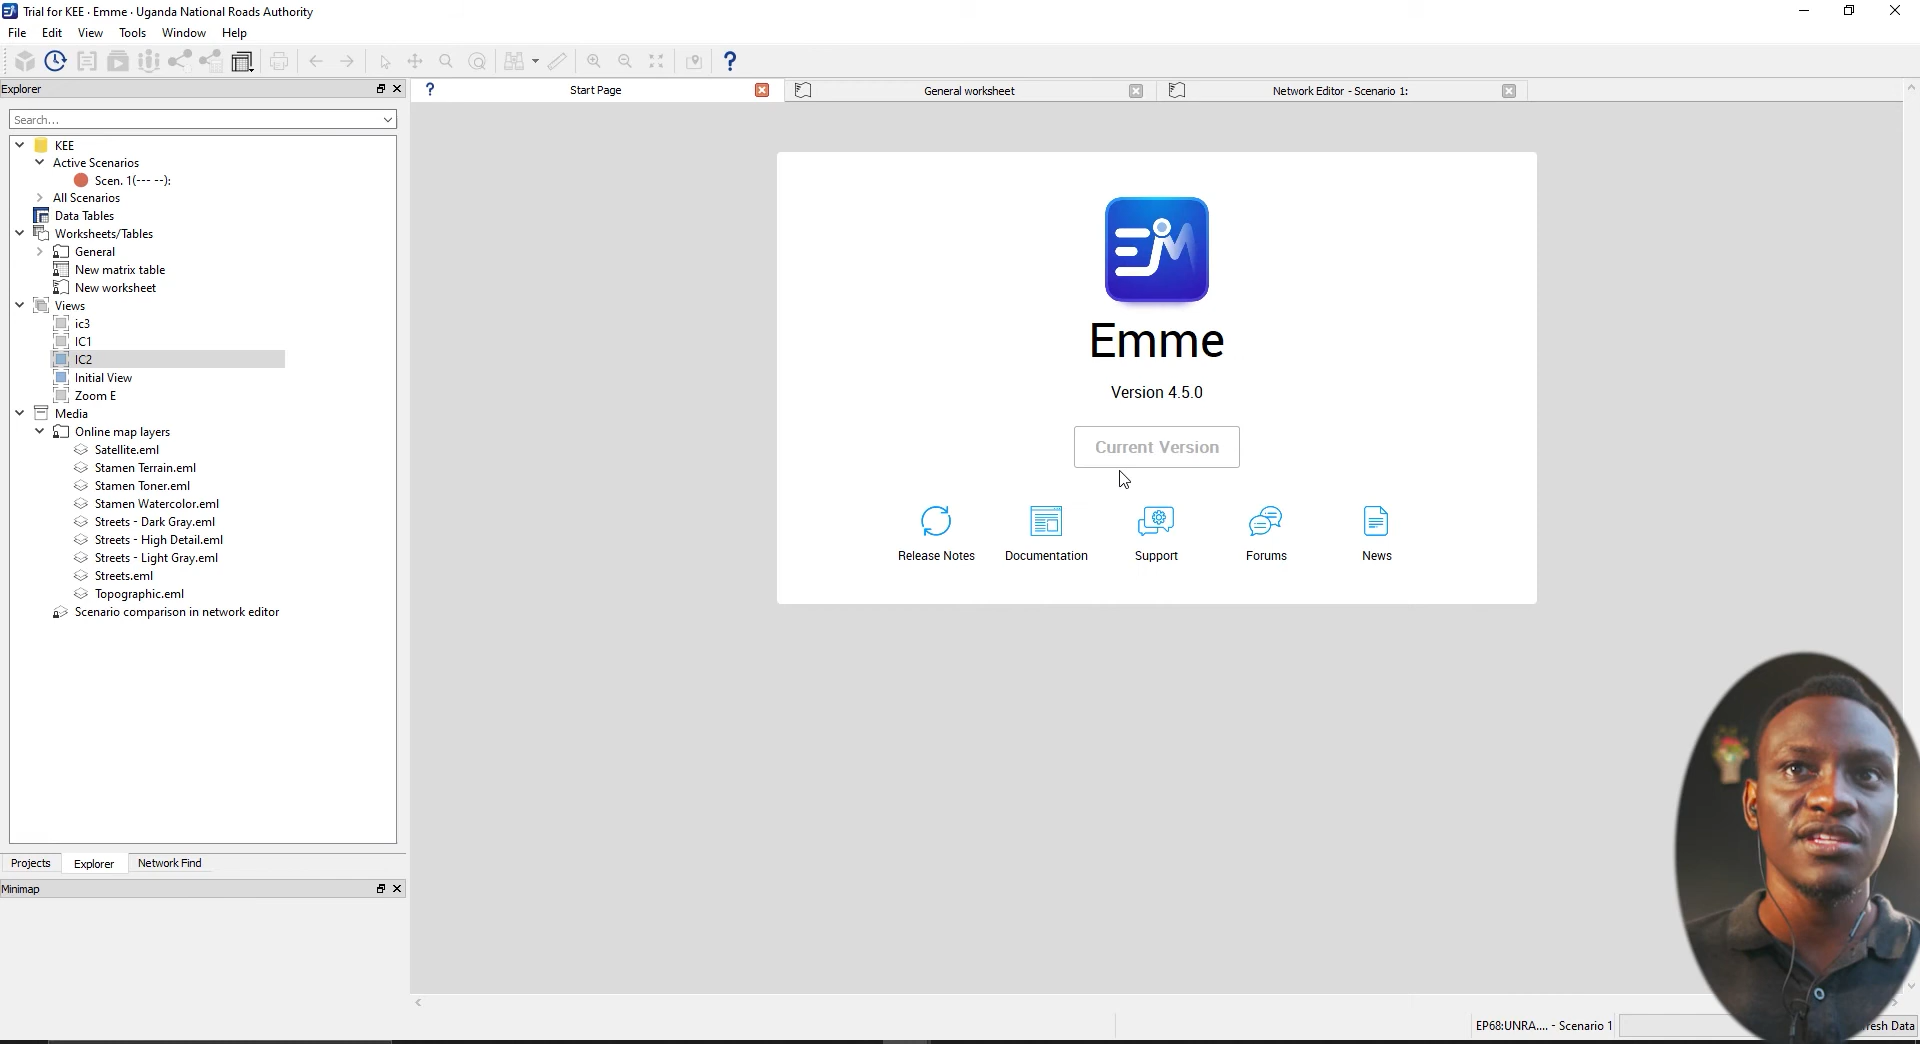 Trial for KEE - Emme - Uganda National Roads Authority
File Edit View Tools Window Help
Explorer
Start Page
General worksheet
Network Editor - Scenario 1:
Search...
KEE
Active Scenarios
Scen. 1(--- --):
All Scenarios
Data Tables
Worksheets/Tables
General
New matrix table
New worksheet
Views
ic3
IC1
IC2
Initial View
Zoom E
Media
Online map layers
Satellite.eml
Stamen Terrain.eml
Stamen Toner.eml
Stamen Watercolor.eml
Streets - Dark Gray.eml
Streets - High Detail.eml
Streets - Light Gray.eml
Streets.eml
Topographic.eml
Scenario comparison in network editor
Projects Explorer Network Find
Minimap
EM
Emme
Version 4.5.0
Current Version
Release Notes Documentation Support Forums News
EP68:UNRA.... - Scenario 1
resh Data